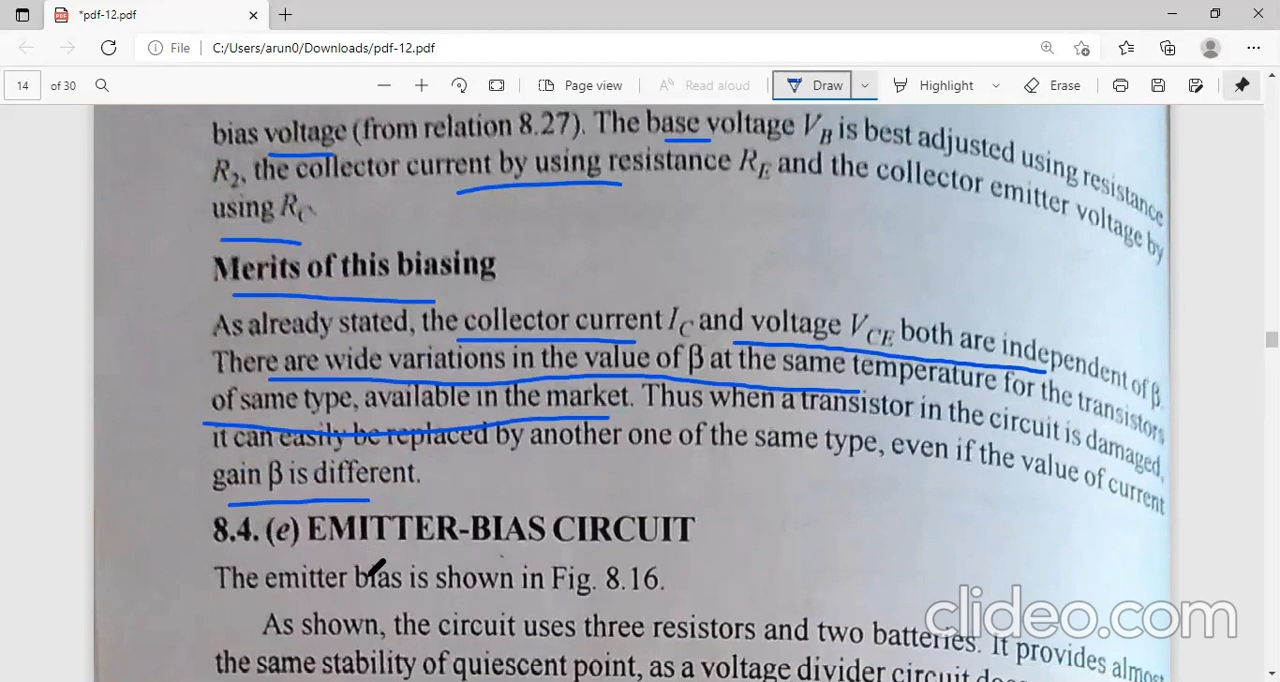 *pdf-12.pdf
File C:/Users/arun0/Downloads/pdf-12.pdf
14 of 30 Page view Read aloud Draw Highlight Erase
bias voltage (from relation 8.27). The base voltage V_B is best adjusted using resistance
R_2, the collector current by using resistance R_E and the collector emitter voltage by
using R_C
Merits of this biasing
As already stated, the collector current I_C and voltage V_CE both are independent of β.
There are wide variations in the value of β at the same temperature for the transistors
of same type, available in the market. Thus when a transistor in the circuit is damaged,
it can easily be replaced by another one of the same type, even if the value of current
gain β is different.
8.4. (e) EMITTER-BIAS CIRCUIT
The emitter bias is shown in Fig. 8.16.
As shown, the circuit uses three resistors and two batteries. It provides almost
the same stability of quiescent point, as a voltage divider circuit
clideo.com